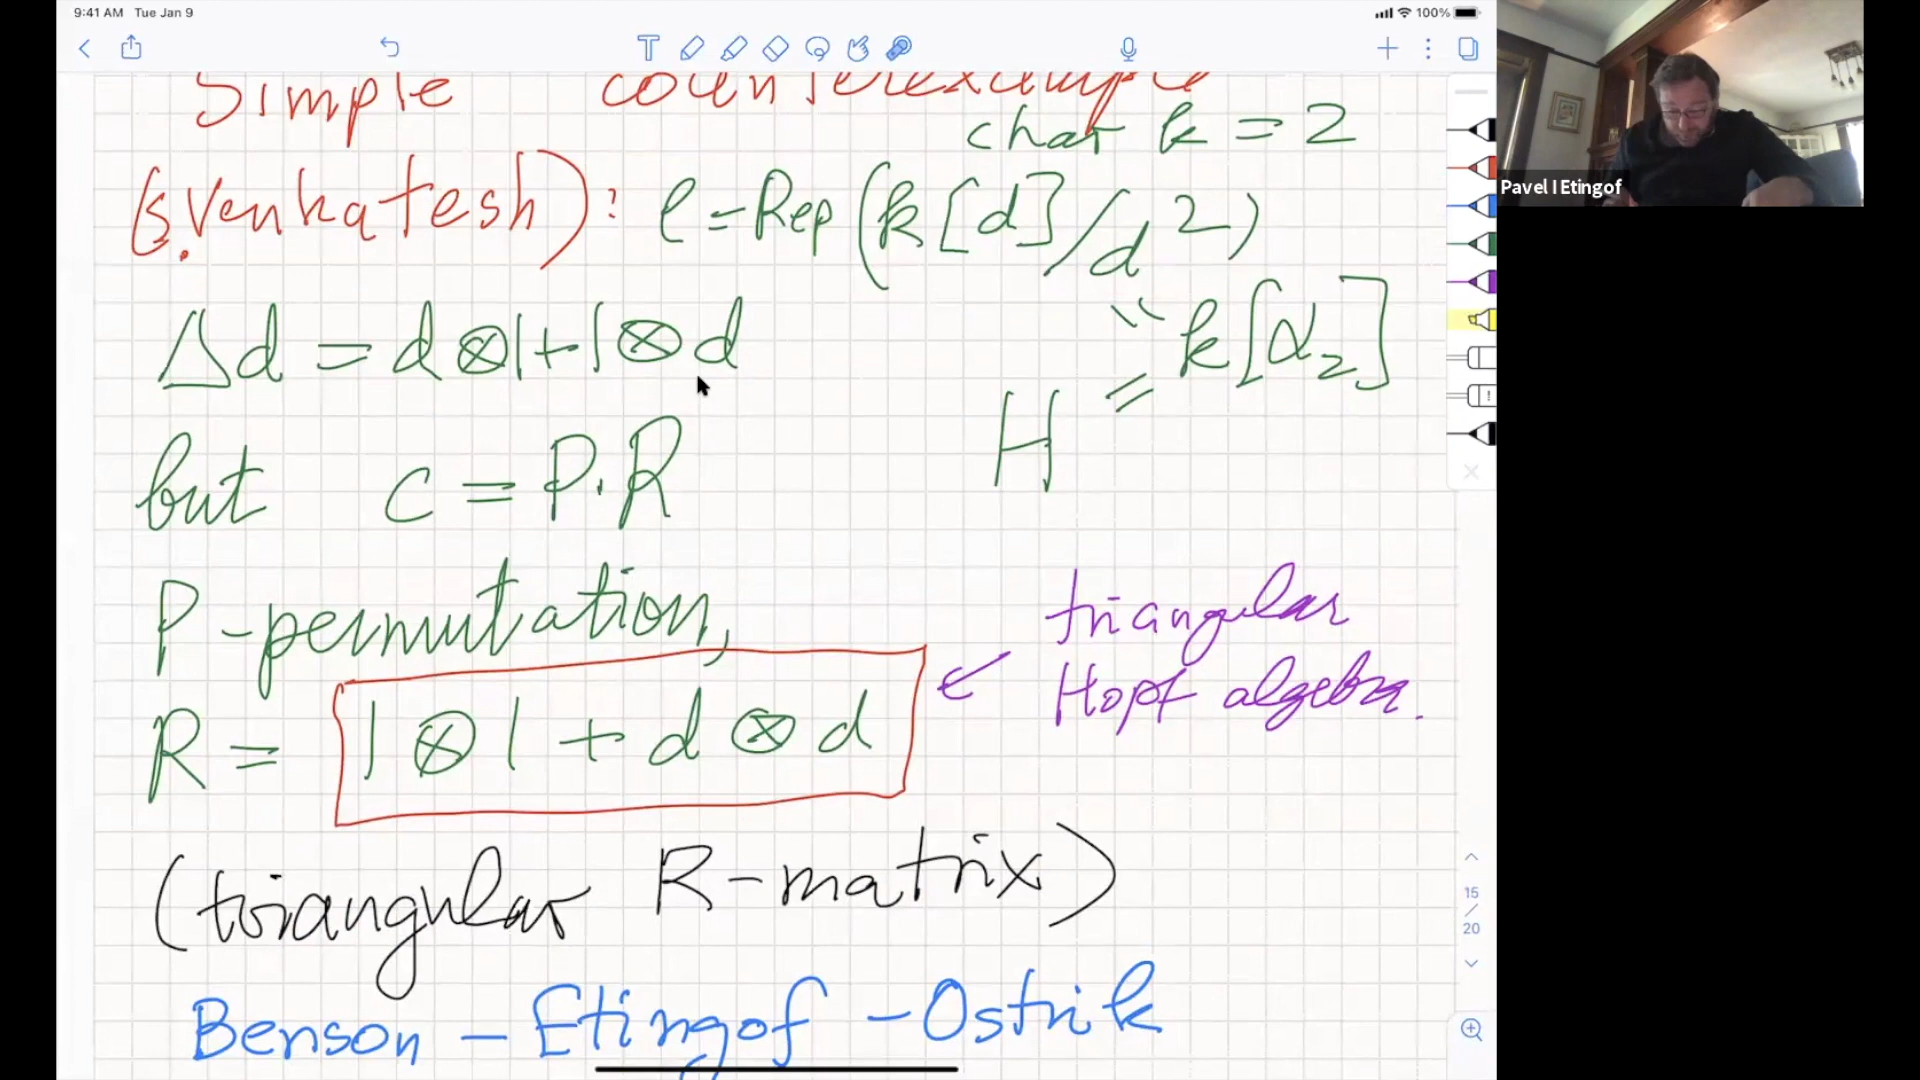 9:41 AM Tue Jan 9
100%
Simple counterexample
char k = 2
(S. Venkatesh): C = Rep(k[d]/d²)
Δd = d⊗1 + 1⊗d
" k[α₂]
H =
but c = P·R
P - permutation,
triangular
Hopf algebra.
R = 1⊗1 + d⊗d ←
(triangular R-matrix)
Benson - Etingof - Ostrik
Pavel I Etingof
15
/
20